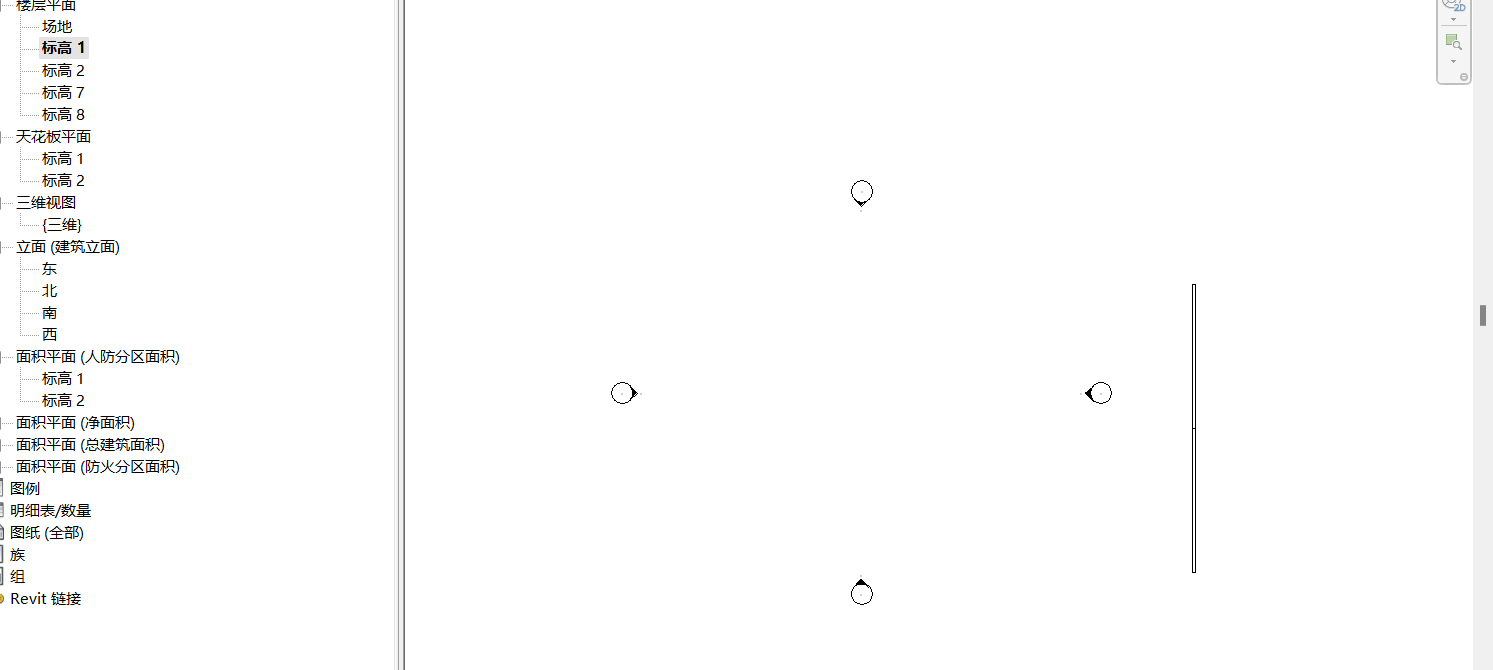 楼层平面
场地
标高 1
标高 2
标高 7
标高 8
天花板平面
标高 1
标高 2
三维视图
{三维}
立面 (建筑立面)
东
北
南
西
面积平面 (人防分区面积)
标高 1
标高 2
面积平面 (净面积)
面积平面 (总建筑面积)
面积平面 (防火分区面积)
图例
明细表/数量
图纸 (全部)
族
组
Revit 链接
2D